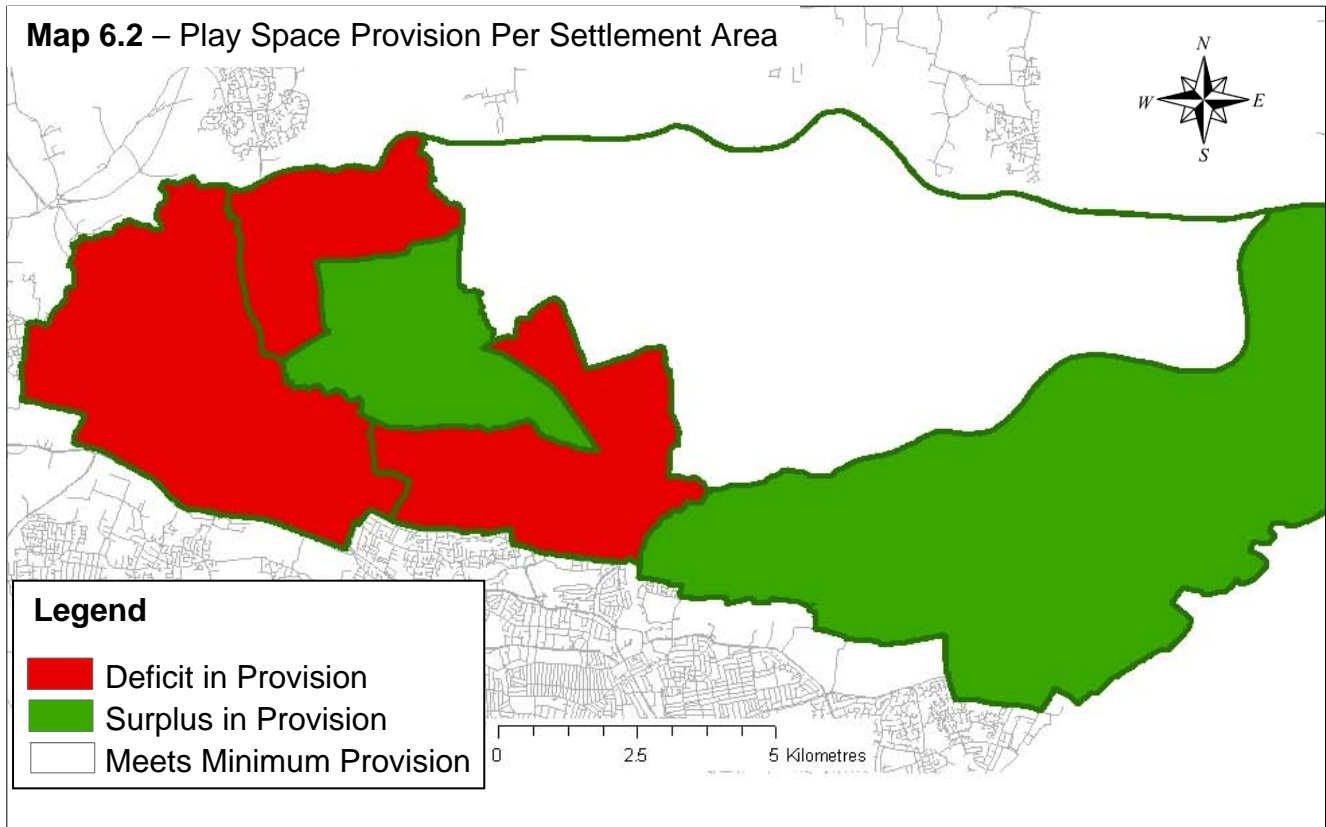 Map 6.2 – Play Space Provision Per Settlement Area
N
W E
S
Legend
Deficit in Provision
Surplus in Provision
Meets Minimum Provision
0 2.5 5 Kilometres